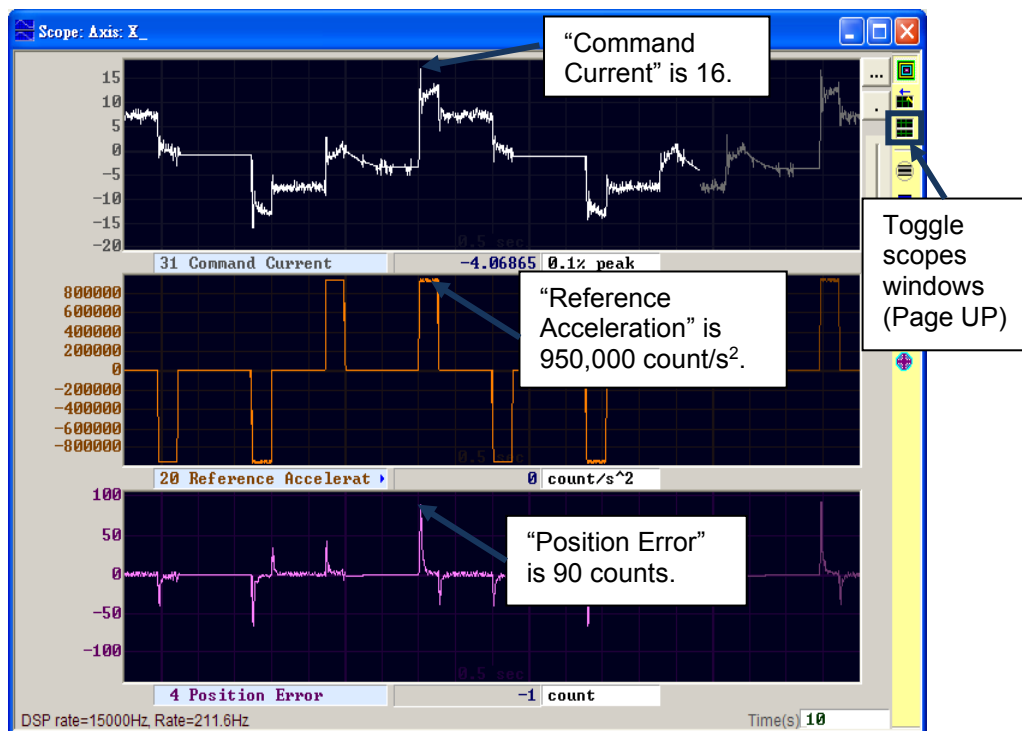 Scope: Axis: X_
“Command
Current” is 16.
...
.
15
10
5
0
-5
-10
-15
-20
0.5 sec
31 Command Current
-4.06865
0.1% peak
Toggle
scopes
windows
(Page UP)
800000
600000
400000
200000
0
-200000
-400000
-600000
-800000
“Reference
Acceleration” is
950,000 count/s².
0.5 sec
20 Reference Accelerat
0
count/s^2
100
50
0
-50
-100
“Position Error”
is 90 counts.
0.5 sec
4 Position Error
-1
count
DSP rate=15000Hz, Rate=211.6Hz
Time(s) 10